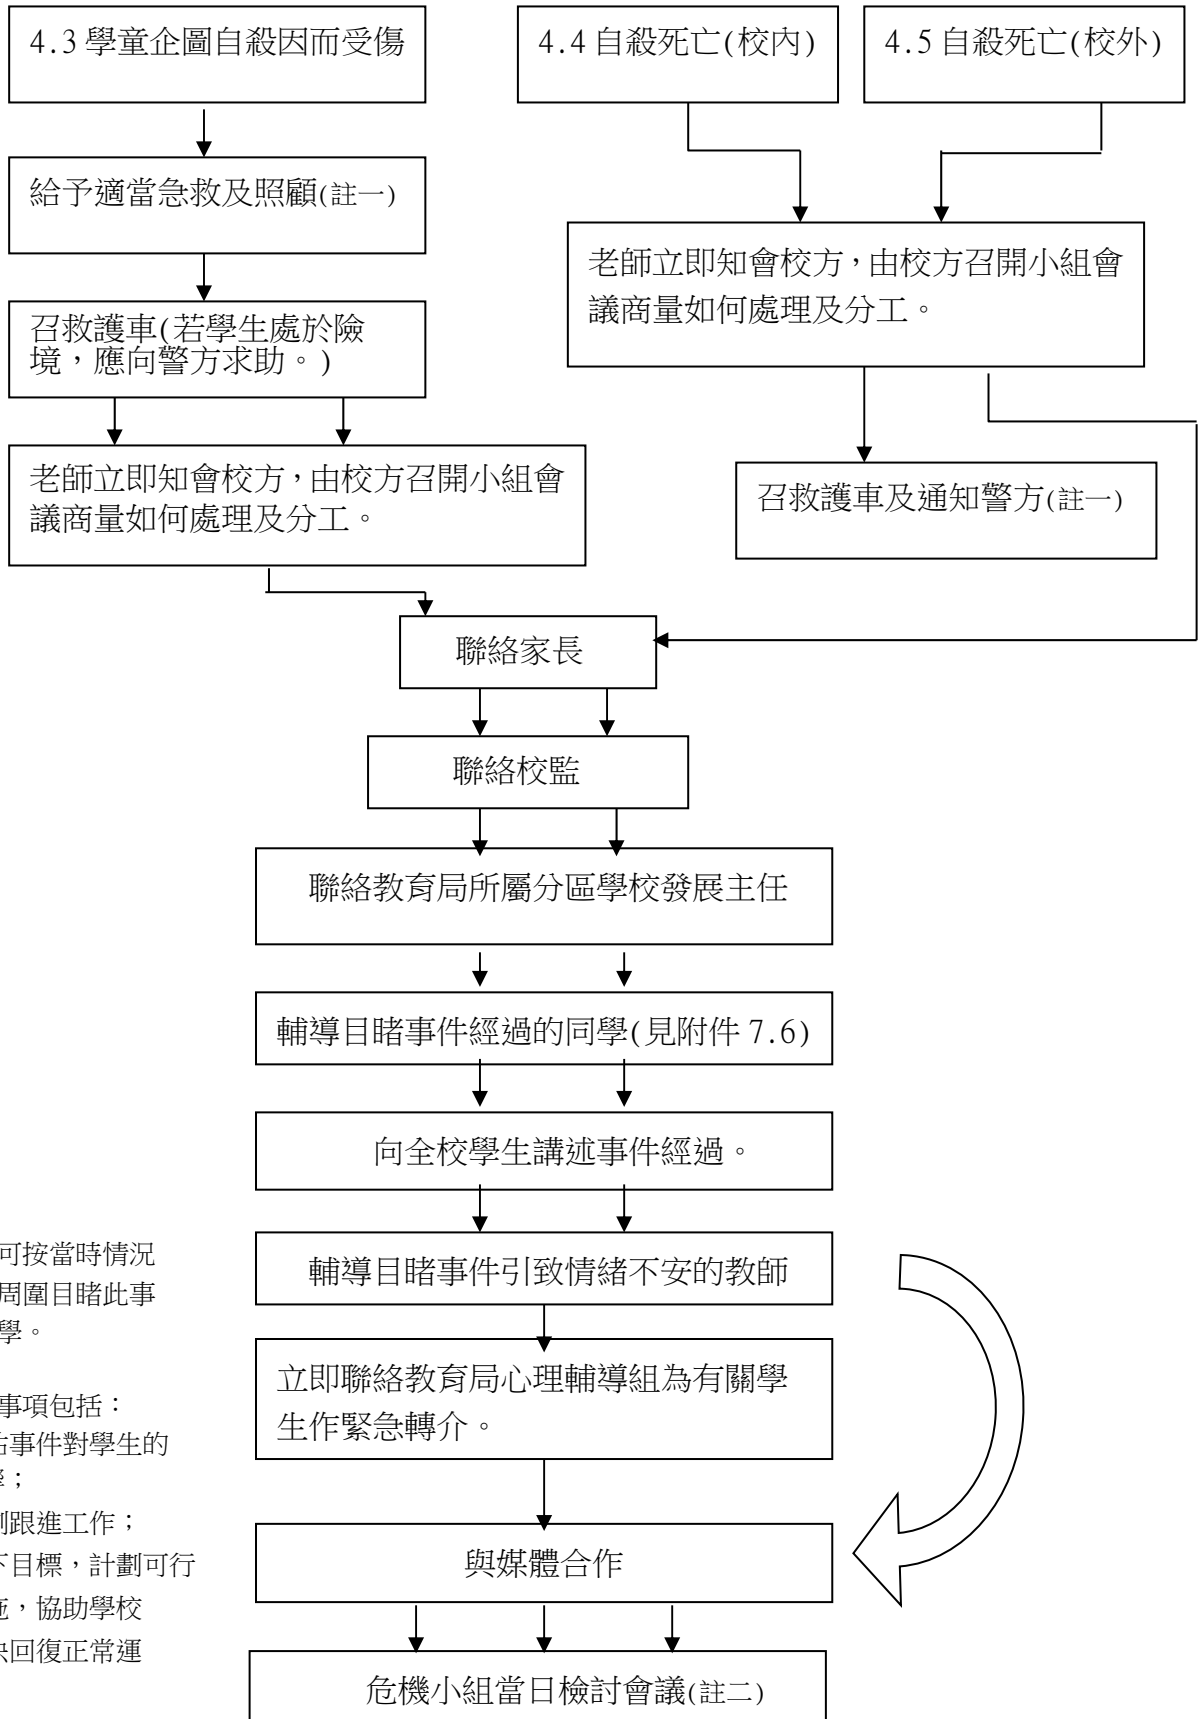 4.3 學童企圖自殺因而受傷
4.4 自殺死亡(校內)
4.5 自殺死亡(校外)
給予適當急救及照顧(註一)
老師立即知會校方，由校方召開小組會
議商量如何處理及分工。
召救護車(若學生處於險
境，應向警方求助。)
老師立即知會校方，由校方召開小組會
議商量如何處理及分工。
召救護車及通知警方(註一)
聯絡家長
聯絡校監
聯絡教育局所屬分區學校發展主任
輔導目睹事件經過的同學(見附件 7.6)
向全校學生講述事件經過。
輔導目睹事件引致情緒不安的教師
立即聯絡教育局心理輔導組為有關學
生作緊急轉介。
與媒體合作
危機小組當日檢討會議(註二)
可按當時情況
周圍目睹此事
學。
事項包括：
事件對學生的
；
跟進工作；
目標，計劃可行
，協助學校
回復正常運